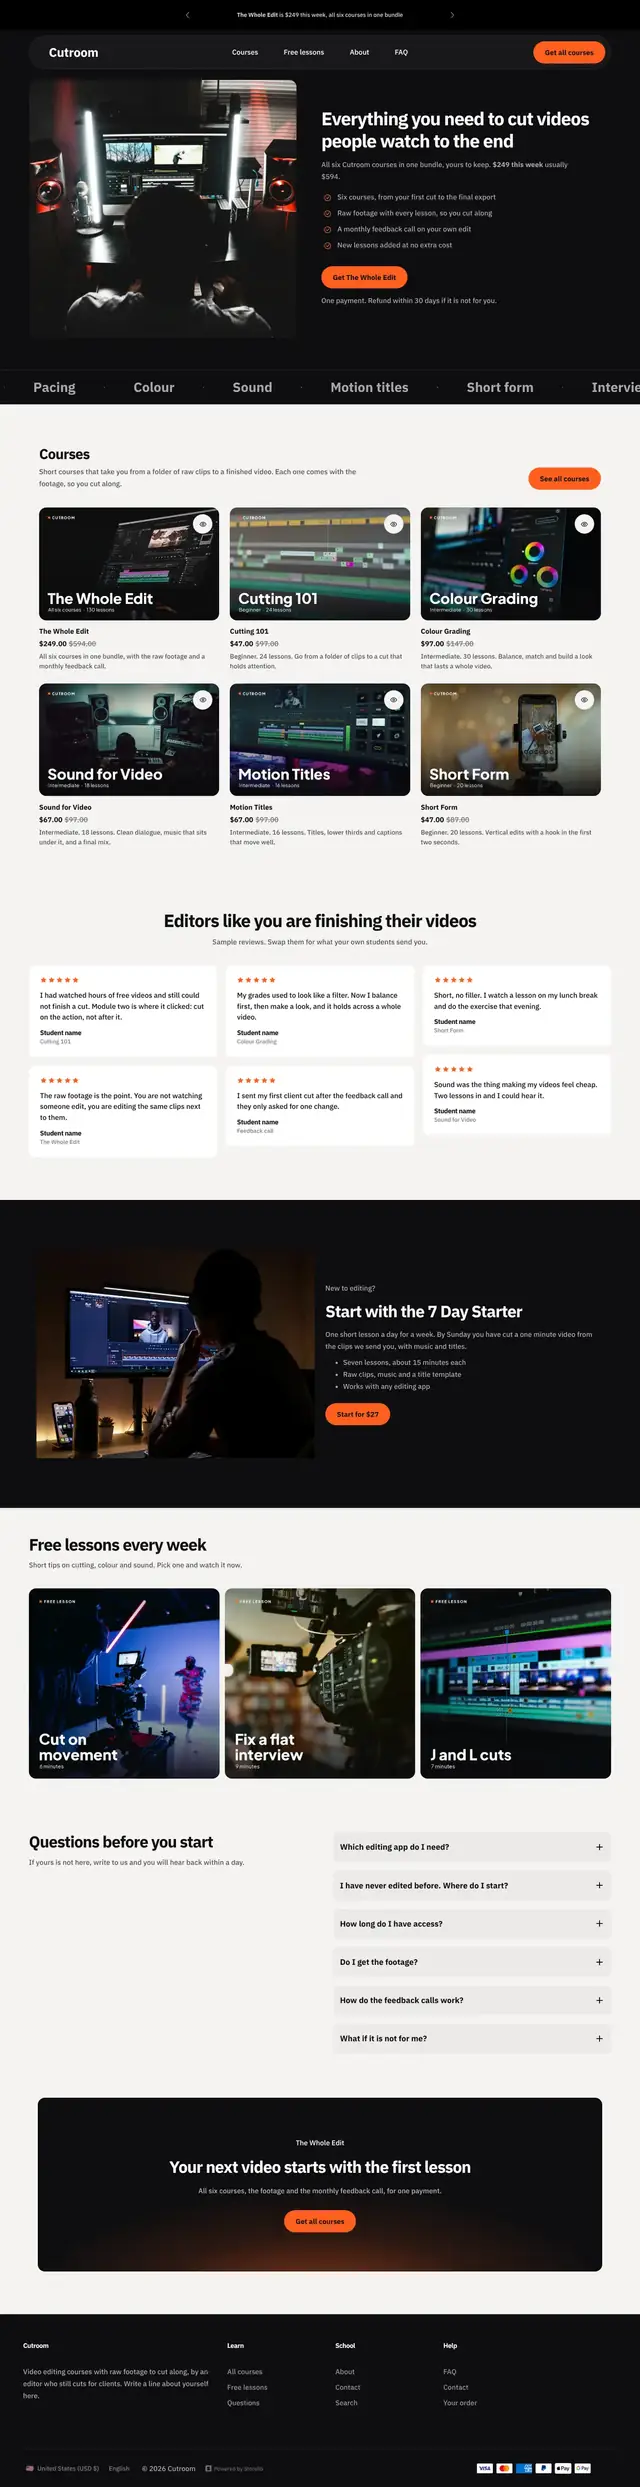 The Whole Edit is $249 this week, all six courses in one bundle
Cutroom
Courses
Free lessons
About
FAQ
Get all courses
Everything you need to cut videos
people watch to the end
All six Cutroom courses in one bundle, yours to keep. $249 this week usually
$594.
Six courses, from your first cut to the final export
Raw footage with every lesson, so you cut along
A monthly feedback call on your own edit
New lessons added at no extra cost
Get The Whole Edit
One payment. Refund within 30 days if it is not for you.
Pacing
Colour
Sound
Motion titles
Short form
Intervie
Courses
Short courses that take you from a folder of raw clips to a finished video. Each one comes with the
footage, so you cut along.
See all courses
CUTROOM
The Whole Edit
All six courses · 130 lessons
The Whole Edit
$249.00 $594.00
All six courses in one bundle, with the raw footage and a
monthly feedback call.
CUTROOM
Cutting 101
Beginner · 24 lessons
Cutting 101
$47.00 $97.00
Beginner, 24 lessons. Go from a folder of clips to a cut that
holds attention.
CUTROOM
Colour Grading
Intermediate · 30 lessons
Colour Grading
$97.00 $147.00
Intermediate, 30 lessons. Balance, match and build a look
that lasts a whole video.
CUTROOM
Sound for Video
Intermediate · 18 lessons
Sound for Video
$67.00 $97.00
Intermediate, 18 lessons. Clean dialogue, music that sits
under it, and a final mix.
CUTROOM
Motion Titles
Intermediate · 16 lessons
Motion Titles
$67.00 $97.00
Intermediate, 16 lessons. Titles, lower thirds and captions
that move well.
CUTROOM
Short Form
Beginner · 20 lessons
Short Form
$47.00 $87.00
Beginner, 20 lessons. Vertical edits with a hook in the first
two seconds.
Editors like you are finishing their videos
Sample reviews. Swap them for what your own students send you.
I had watched hours of free videos and still could
not finish a cut. Module two is where it clicked: cut
on the action, not after it.
Student name
Cutting 101
My grades used to look like a filter. Now I balance
first, then make a look, and it holds across a whole
video.
Student name
Colour Grading
Short, no filler. I watch a lesson on my lunch break
and do the exercise that evening.
Student name
Short Form
The raw footage is the point. You are not watching
someone edit, you are editing the same clips next
to them.
Student name
The Whole Edit
I sent my first client cut after the feedback call and
they only asked for one change.
Student name
Feedback call
Sound was the thing making my videos feel cheap.
Two lessons in and I could hear it.
Student name
Sound for Video
New to editing?
Start with the 7 Day Starter
One short lesson a day for a week. By Sunday you have cut a one minute video from
the clips we send you, with music and titles.
Seven lessons, about 15 minutes each
Raw clips, music and a title template
Works with any editing app
Start for $27
Free lessons every week
Short tips on cutting, colour and sound. Pick one and watch it now.
FREE LESSON
Cut on
movement
6 minutes
FREE LESSON
Fix a flat
interview
9 minutes
FREE LESSON
J and L cuts
7 minutes
Questions before you start
If yours is not here, write to us and you will hear back within a day.
Which editing app do I need?
I have never edited before. Where do I start?
How long do I have access?
Do I get the footage?
How do the feedback calls work?
What if it is not for me?
The Whole Edit
Your next video starts with the first lesson
All six courses, the footage and the monthly feedback call, for one payment.
Get all courses
Cutroom
Video editing courses with raw footage to cut along, by an
editor who still cuts for clients. Write a line about yourself
here.
Learn
All courses
Free lessons
Questions
School
About
Contact
Search
Help
FAQ
Contact
Your order
United States (USD $)
English
© 2026 Cutroom
Powered by
VISA
AMEX
Pay
Pay